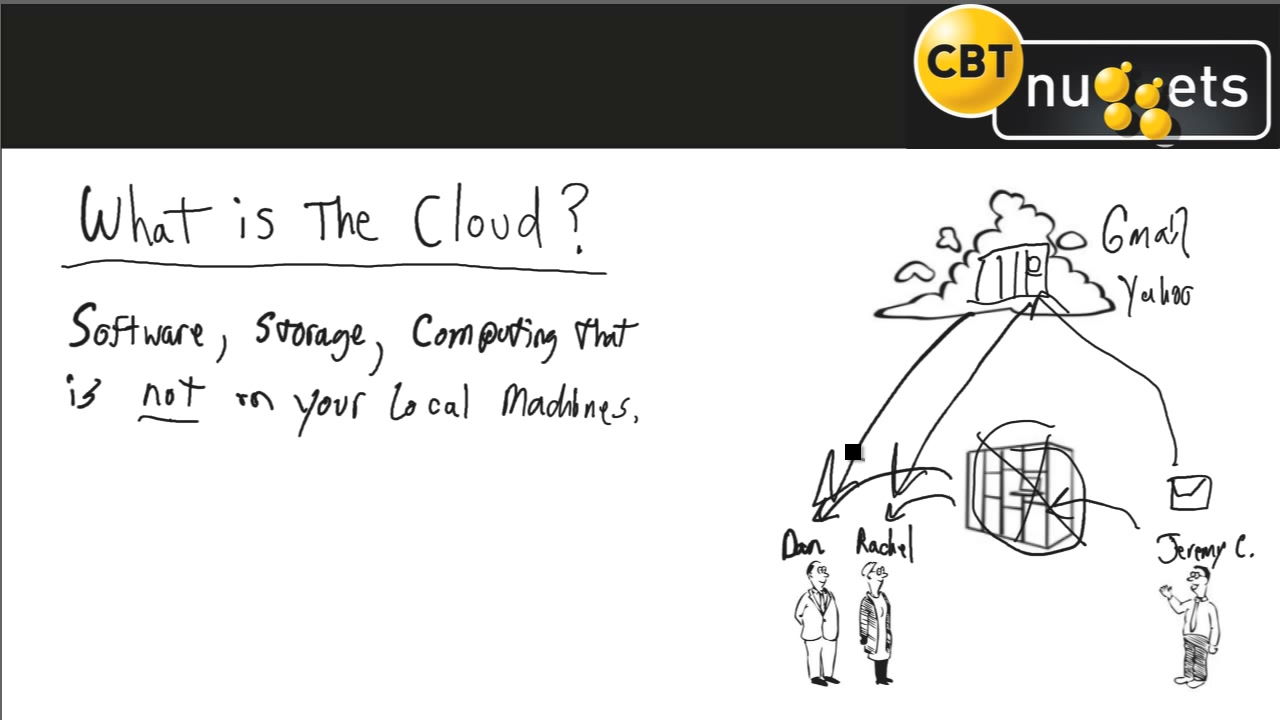 CBT nuggets
What is The Cloud?
Software, Storage, Computing that
is not on your Local Machines.
Gmail
Yahoo
Dan
Rachel
Jeremy C.